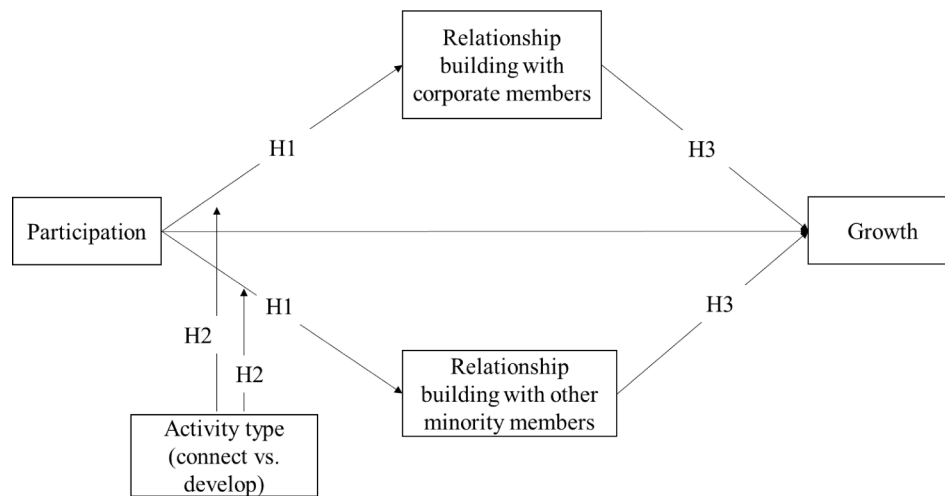 Relationship
building with
corporate members
H1
H3
Participation
Growth
H1
H3
H2
H2
Relationship
building with other
minority members
Activity type
(connect vs.
develop)